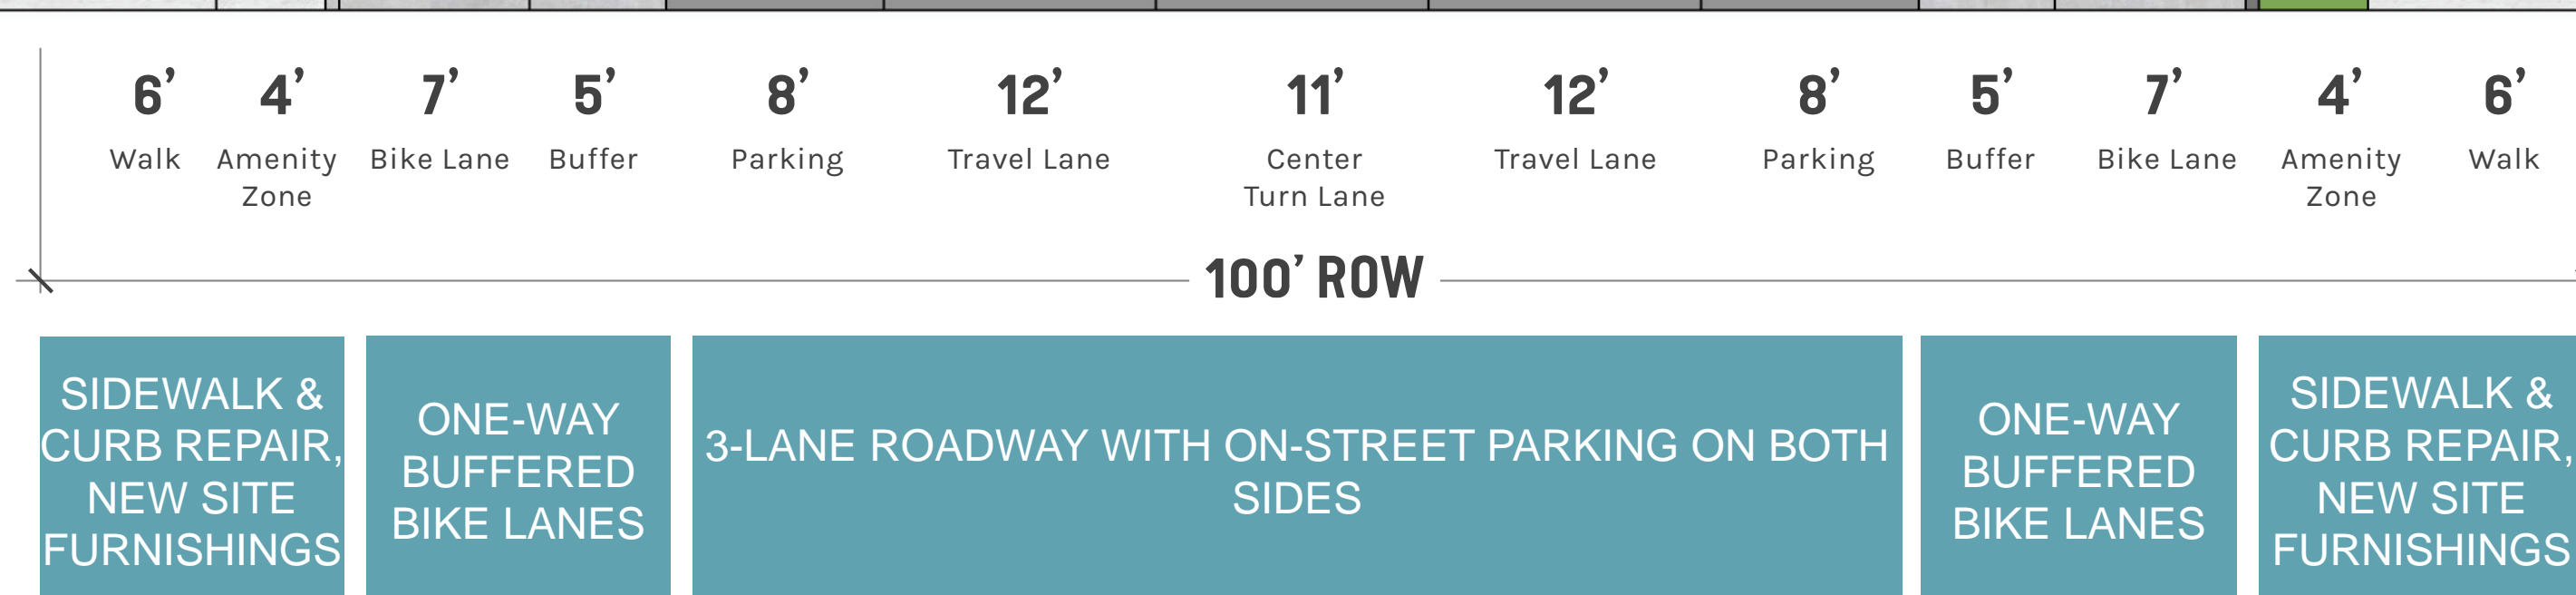 6’ 4’ 7’ 5’ 8’ 12’ 11’ 12’ 8’ 5’ 7’ 4’ 6’
Walk Amenity Bike Lane Buffer Parking Travel Lane Center Travel Lane Parking Buffer Bike Lane Amenity Walk
Zone Turn Lane Zone
100’ ROW
SIDEWALK &
CURB REPAIR,
NEW SITE
FURNISHINGS
ONE-WAY
BUFFERED
BIKE LANES
3-LANE ROADWAY WITH ON-STREET PARKING ON BOTH
SIDES
ONE-WAY
BUFFERED
BIKE LANES
SIDEWALK &
CURB REPAIR,
NEW SITE
FURNISHINGS